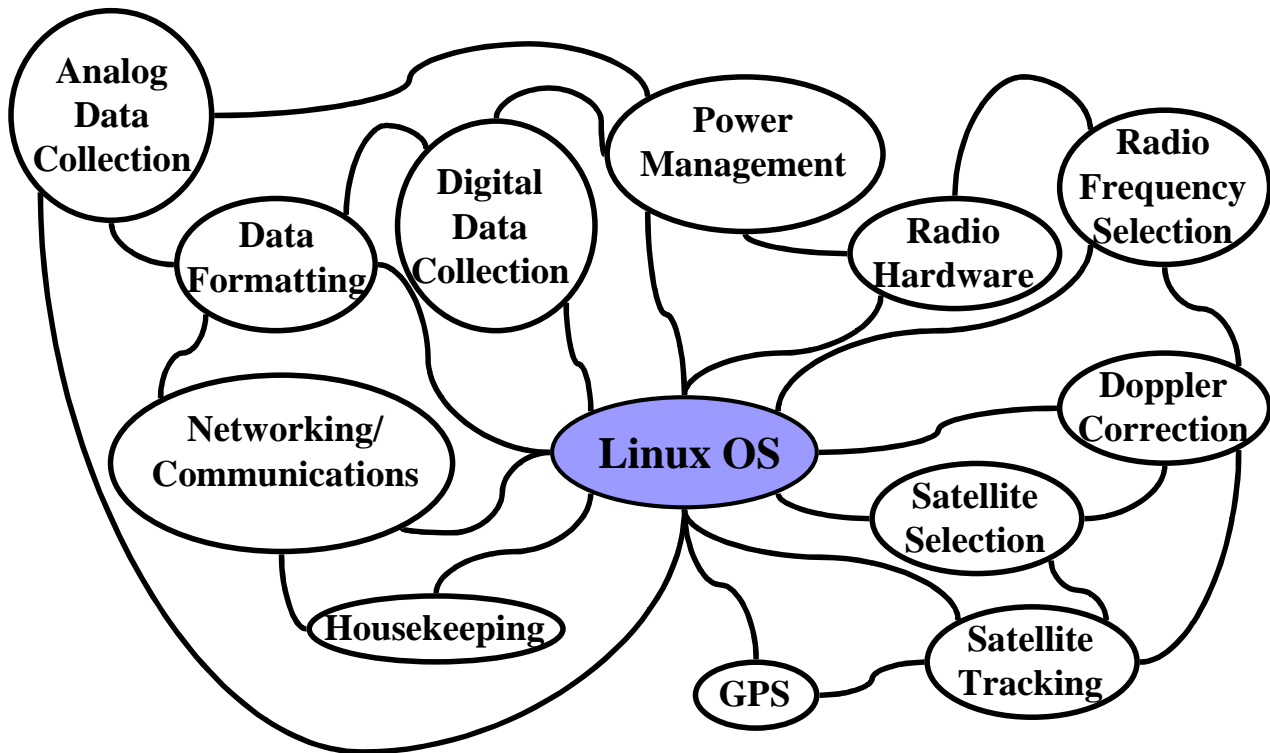 Analog
Data
Collection
Power
Management
Radio
Frequency
Selection
Digital
Data
Collection
Data
Formatting
Radio
Hardware
Doppler
Correction
Networking/
Communications
Linux OS
Satellite
Selection
Housekeeping
Satellite
Tracking
GPS